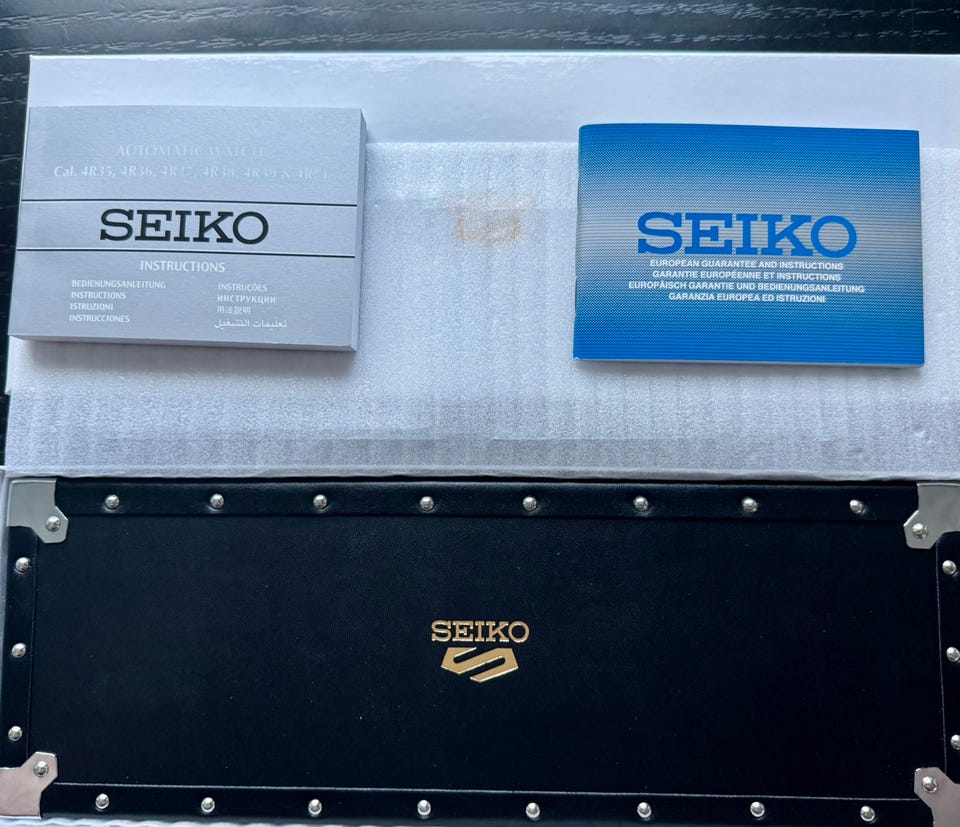 AUTOMATIC WATCH
Cal. 4R35, 4R36, 4R37, 4R38, 4R39 & 4R71
SEIKO
INSTRUCTIONS
BEDIENUNGSANLEITUNG
INSTRUCTIONS
ISTRUZIONI
INSTRUCCIONES
INSTRUÇÕES
ИНСТРУКЦИИ
用法説明
تعليمات التشغيل
SEIKO
EUROPEAN GUARANTEE AND INSTRUCTIONS
GARANTIE EUROPÉENNE ET INSTRUCTIONS
EUROPÄISCH GARANTIE UND BEDIENUNGSANLEITUNG
GARANZIA EUROPEA ED ISTRUZIONI
SEIKO